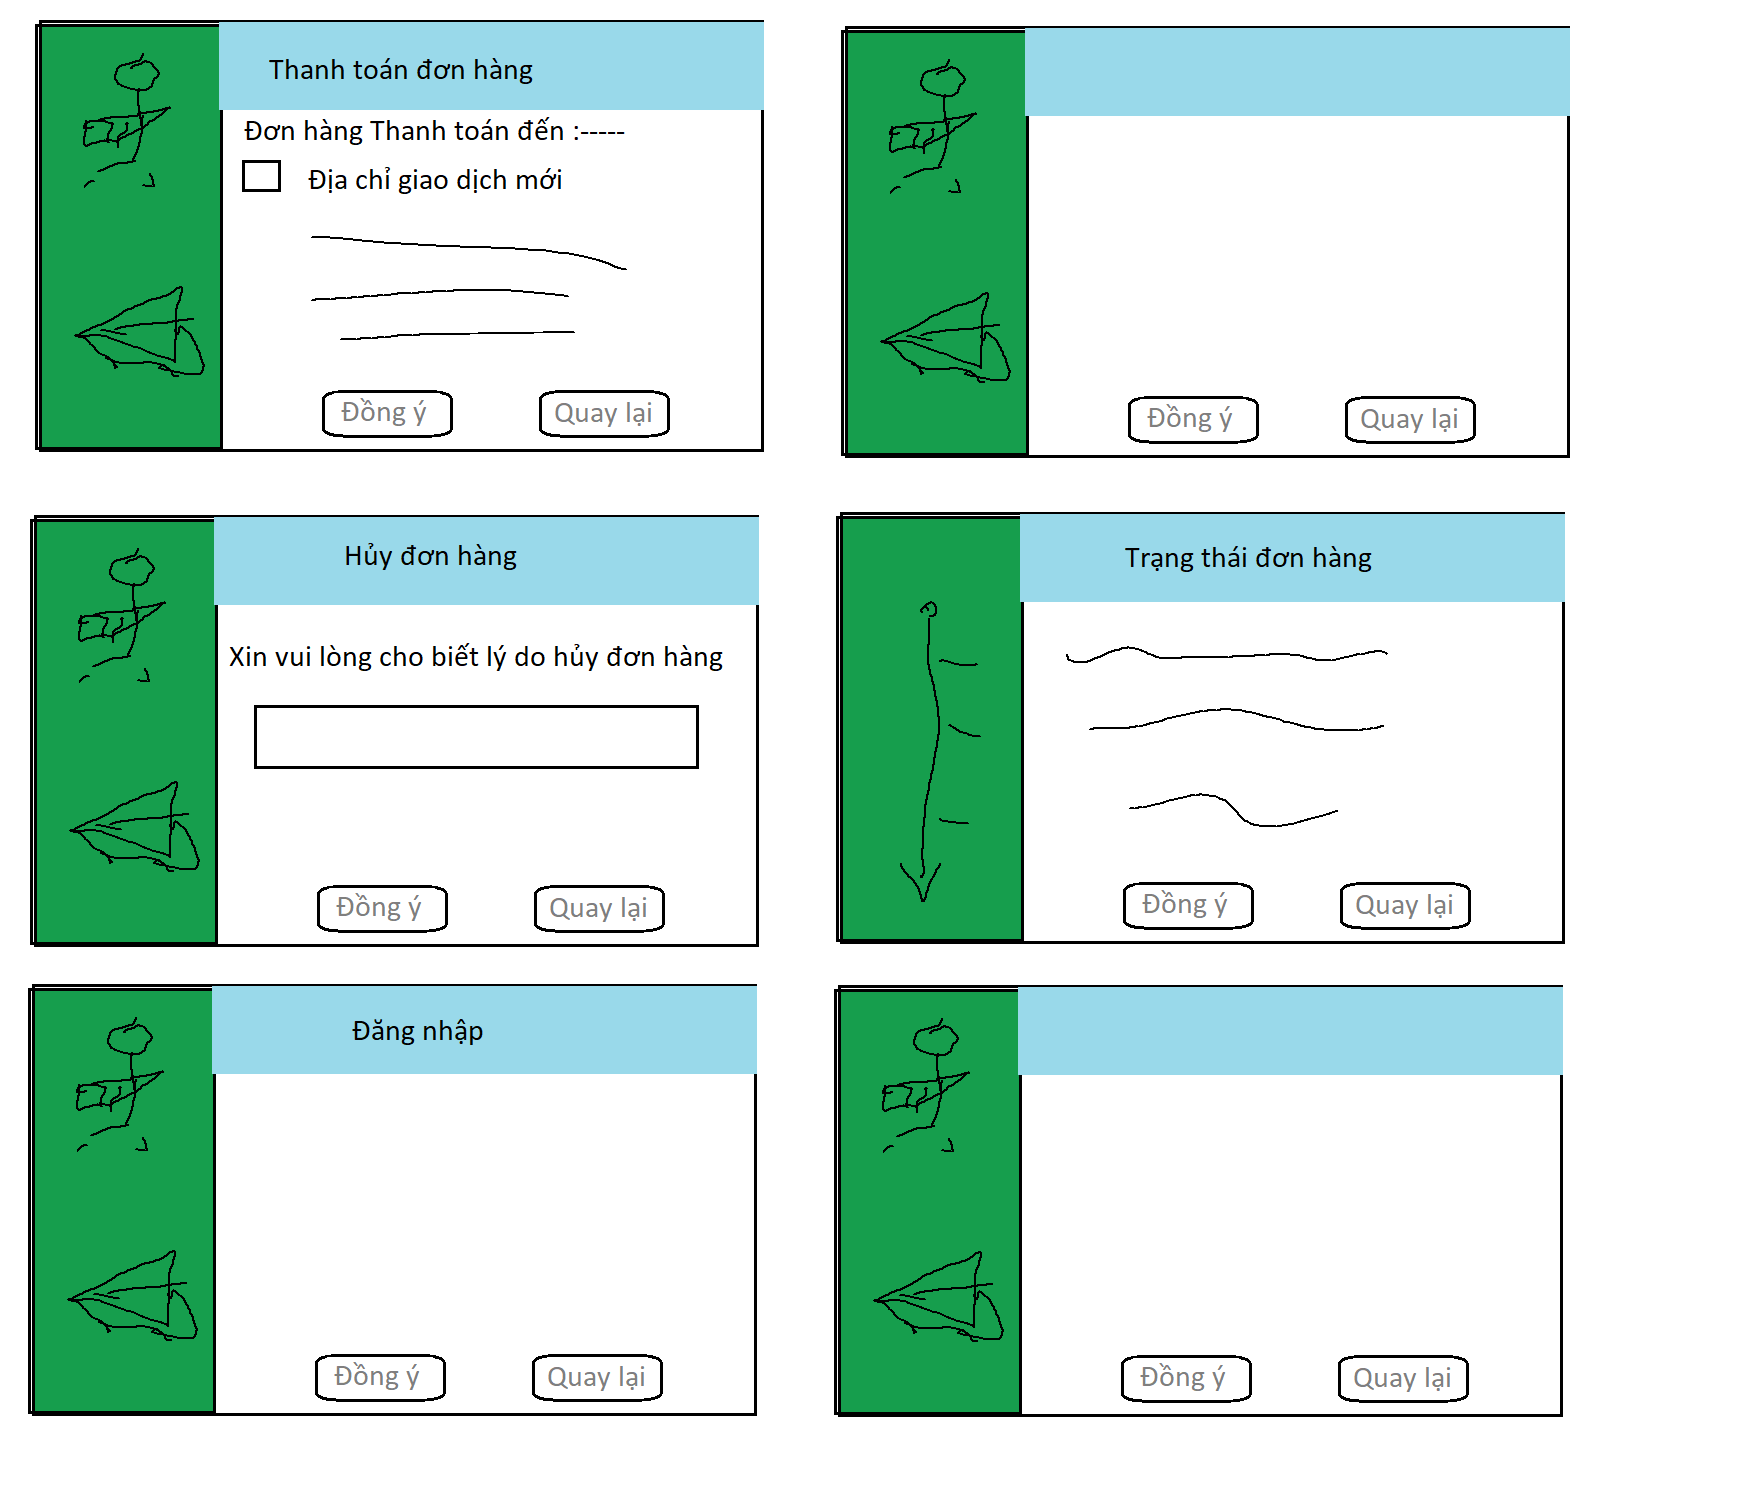 Thanh toán đơn hàng
Đơn hàng Thanh toán đến :-----
Địa chỉ giao dịch mới
Đồng ý
Quay lại
Đồng ý
Quay lại
Hủy đơn hàng
Xin vui lòng cho biết lý do hủy đơn hàng
Đồng ý
Quay lại
Trạng thái đơn hàng
Đồng ý
Quay lại
Đăng nhập
Đồng ý
Quay lại
Đồng ý
Quay lại